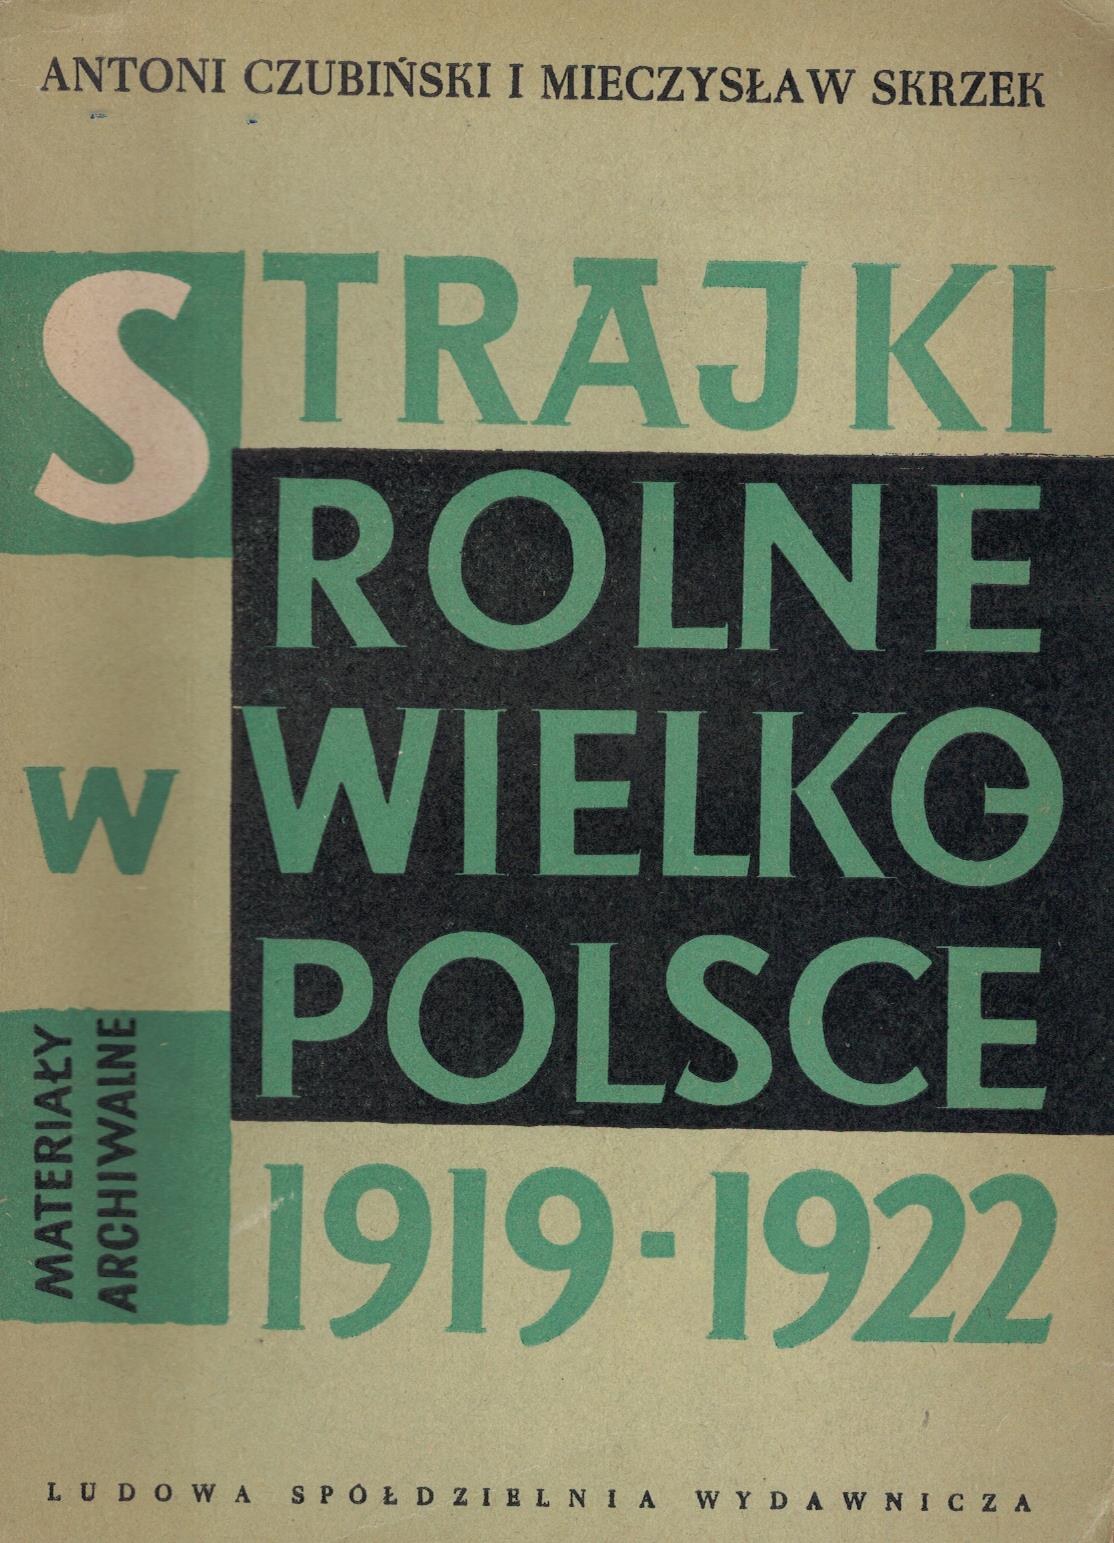 ANTONI CZUBIŃSKI I MIECZYSŁAW SKRZEK
STRAJKI
ROLNE
W WIELKO
POLSCE
1919-1922
MATERIAŁY
ARCHIWALNE
LUDOWA SPÓŁDZIELNIA WYDAWNICZA